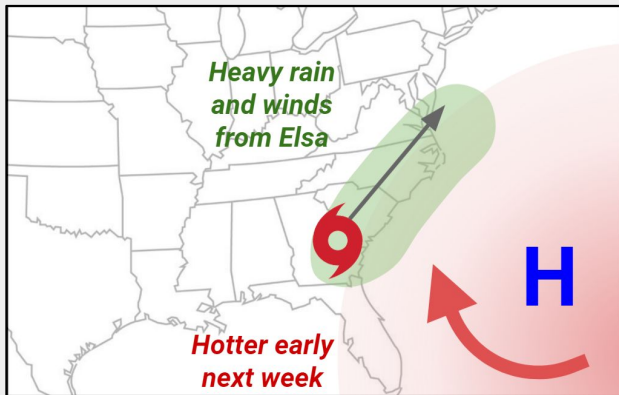 Heavy rain
and winds
from Elsa
H
Hotter early
next week